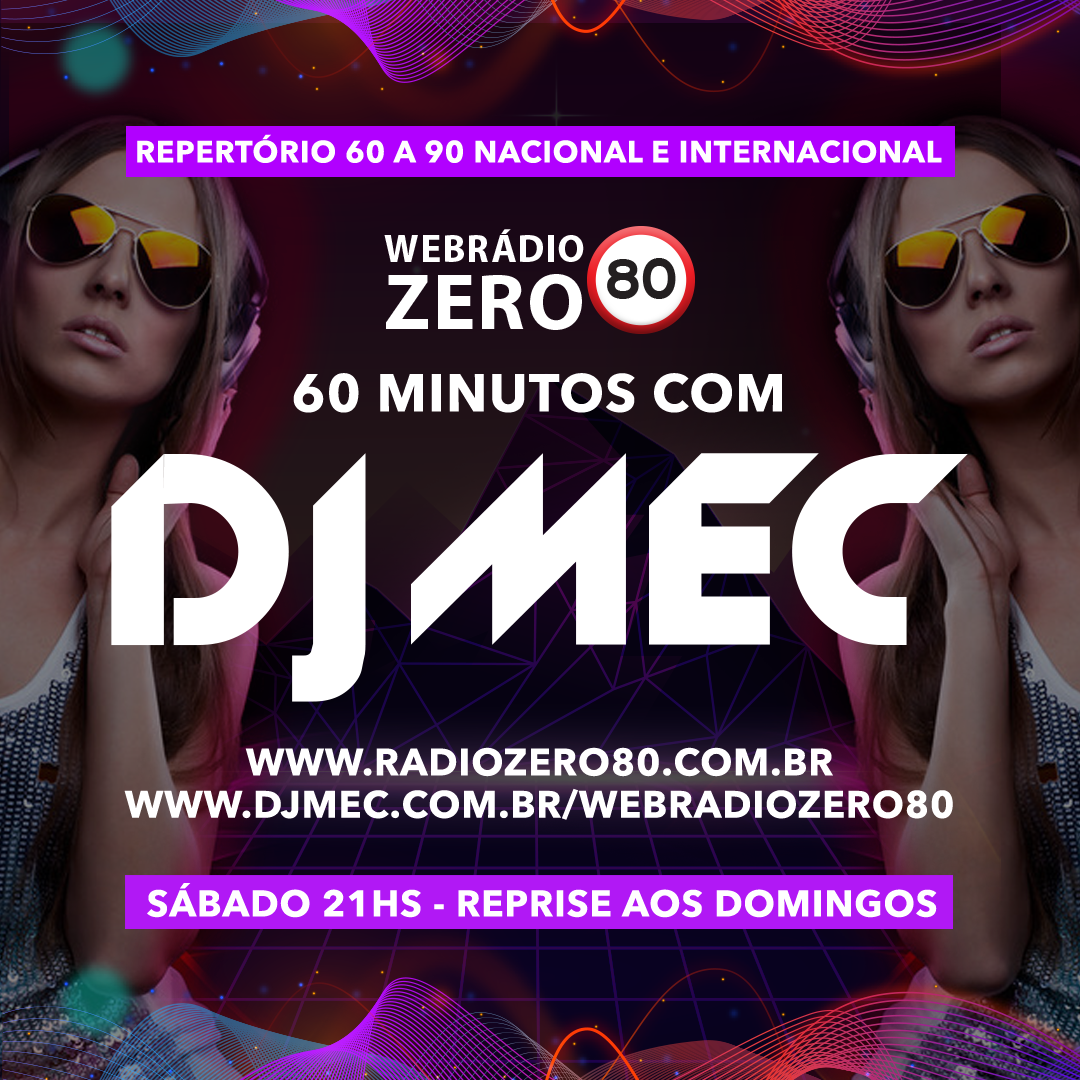 REPERTÓRIO 60 A 90 NACIONAL E INTERNACIONAL
WEBRÁDIO
ZERO 80
60 MINUTOS COM
DJ MEC
WWW.RADIOZERO80.COM.BR
WWW.DJMEC.COM.BR/WEBRADIOZERO80
SÁBADO 21HS - REPRISE AOS DOMINGOS